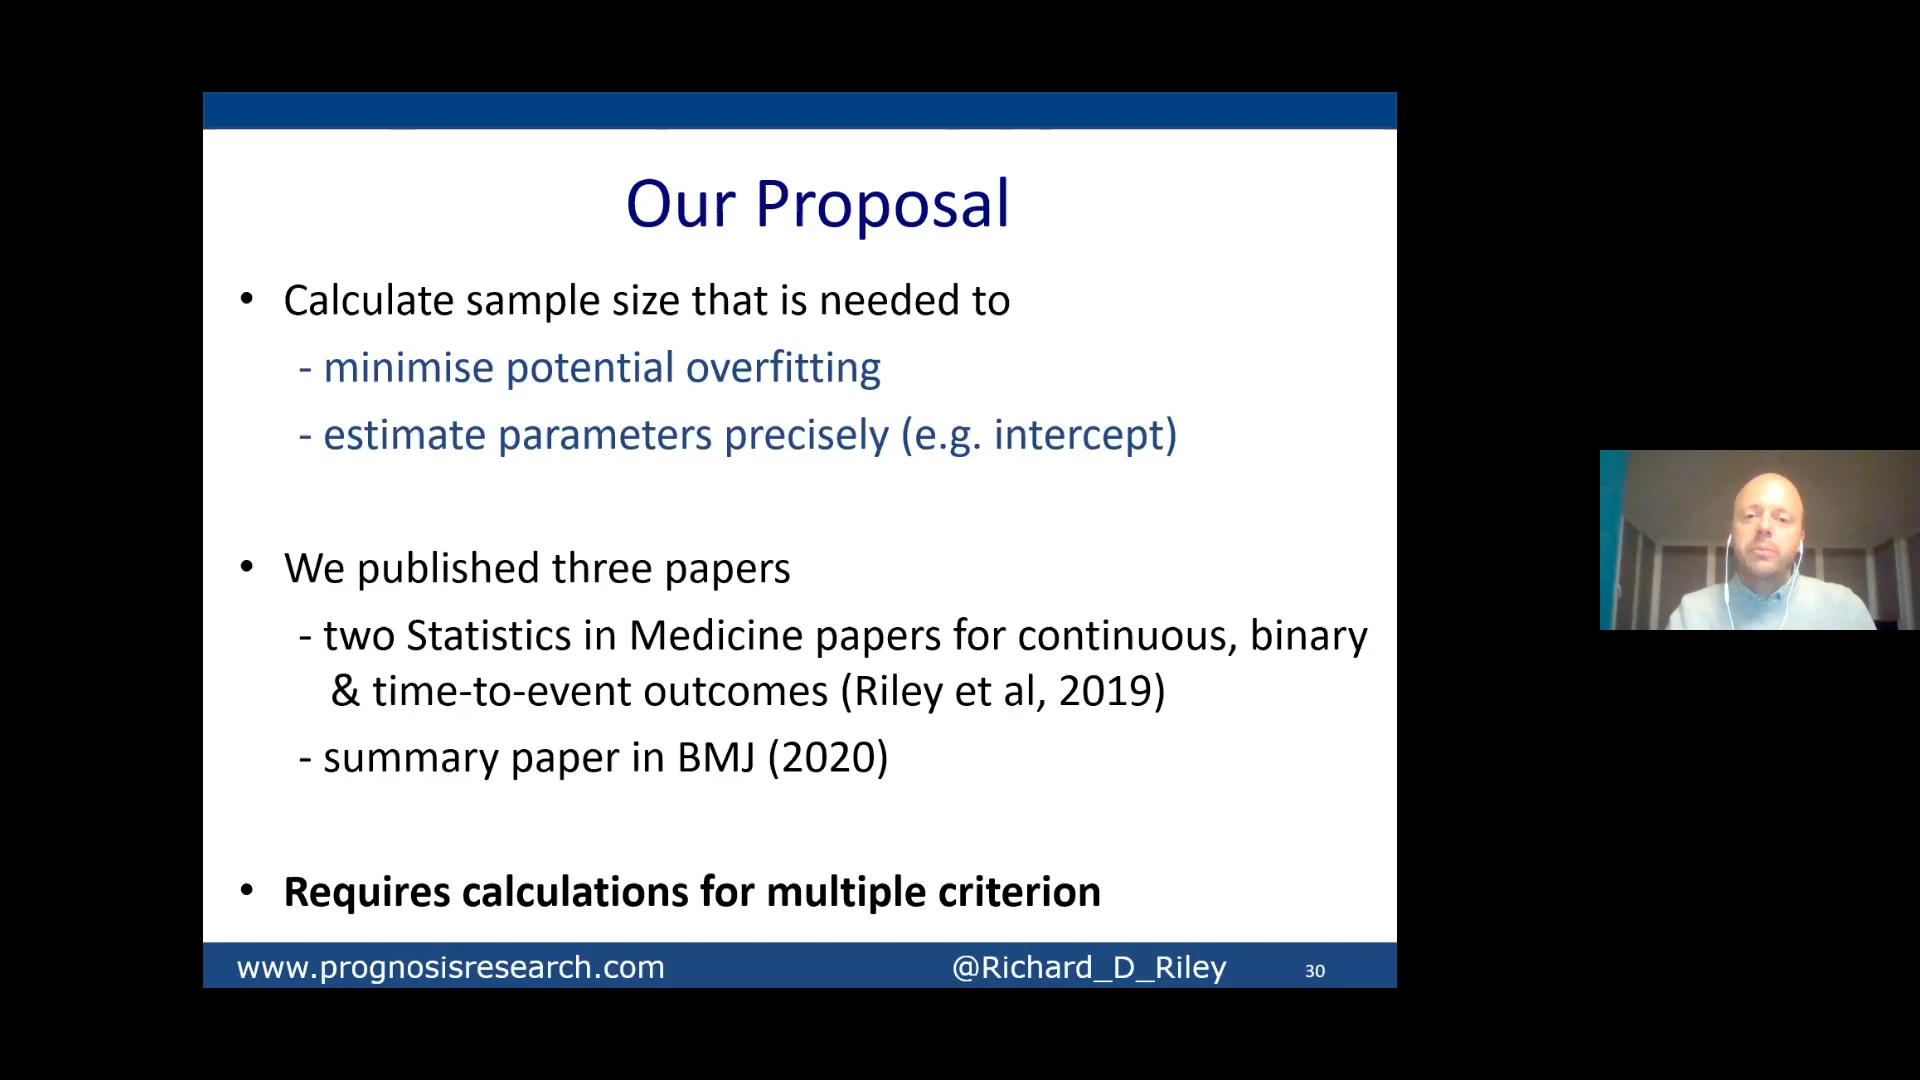 Our Proposal
• Calculate sample size that is needed to
- minimise potential overfitting
- estimate parameters precisely (e.g. intercept)
• We published three papers
- two Statistics in Medicine papers for continuous, binary
& time-to-event outcomes (Riley et al, 2019)
- summary paper in BMJ (2020)
• Requires calculations for multiple criterion
www.prognosisresearch.com @Richard_D_Riley 30